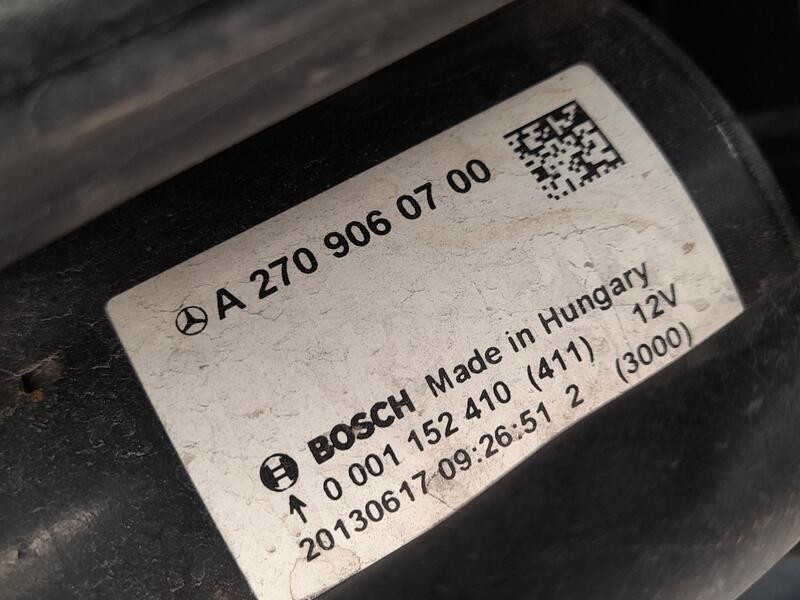 A 270 906 07 00
BOSCH Made in Hungary
0 001 152 410 (411) 12V
20130617 09:26:51 2 (3000)